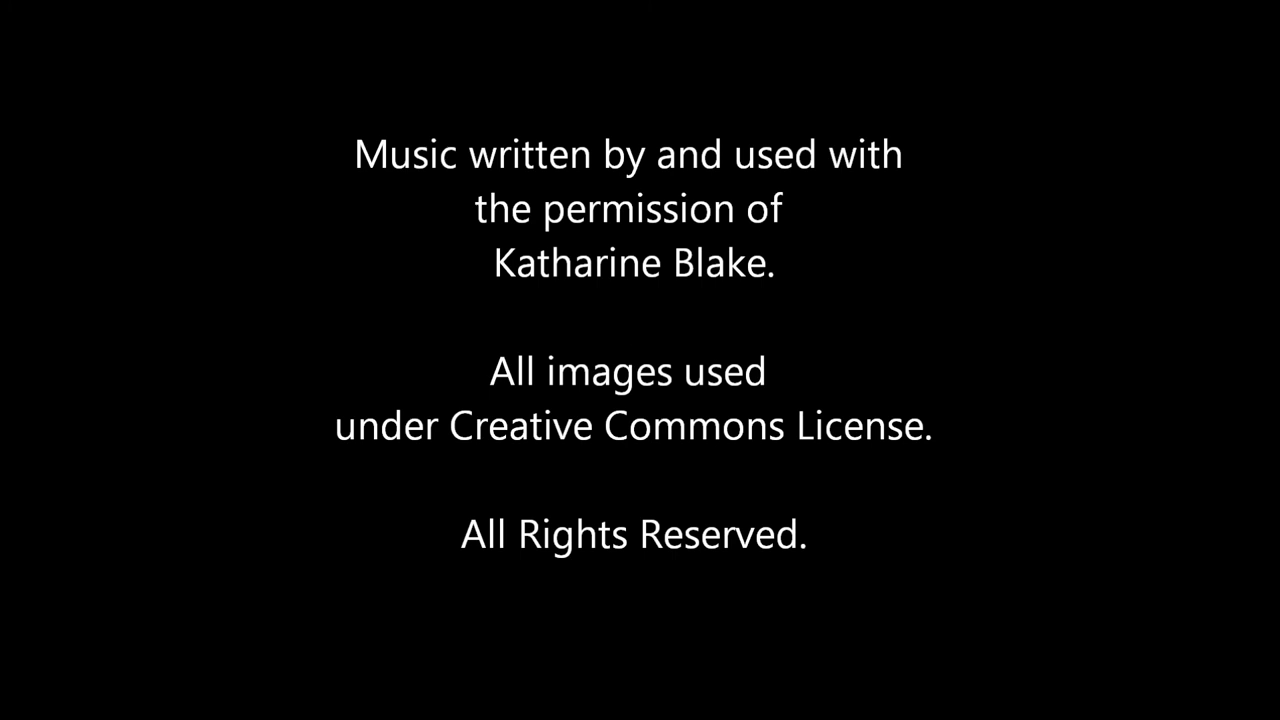 Music written by and used with
the permission of
Katharine Blake.
All images used
under Creative Commons License.
All Rights Reserved.